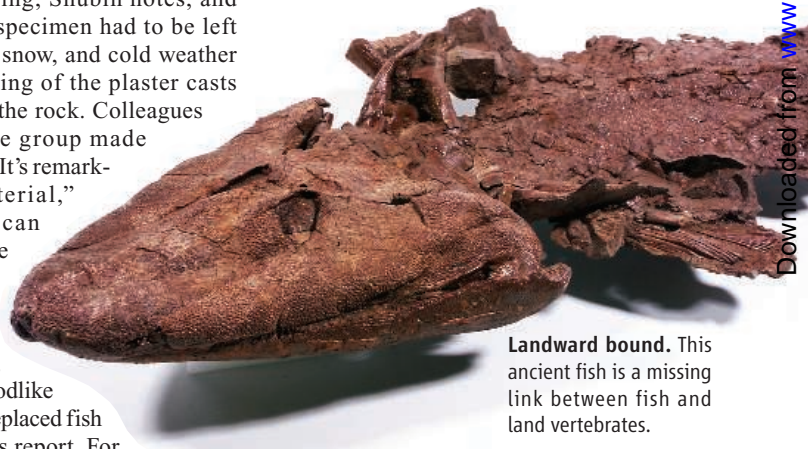 ing, Shubin notes, and
specimen had to be left
snow, and cold weather
ing of the plaster casts
the rock. Colleagues
e group made
It's remark-
terial,"
can
e
odlike
eplaced fish
s report. For
Landward bound. This
ancient fish is a missing
link between fish and
land vertebrates.
Downloaded from www